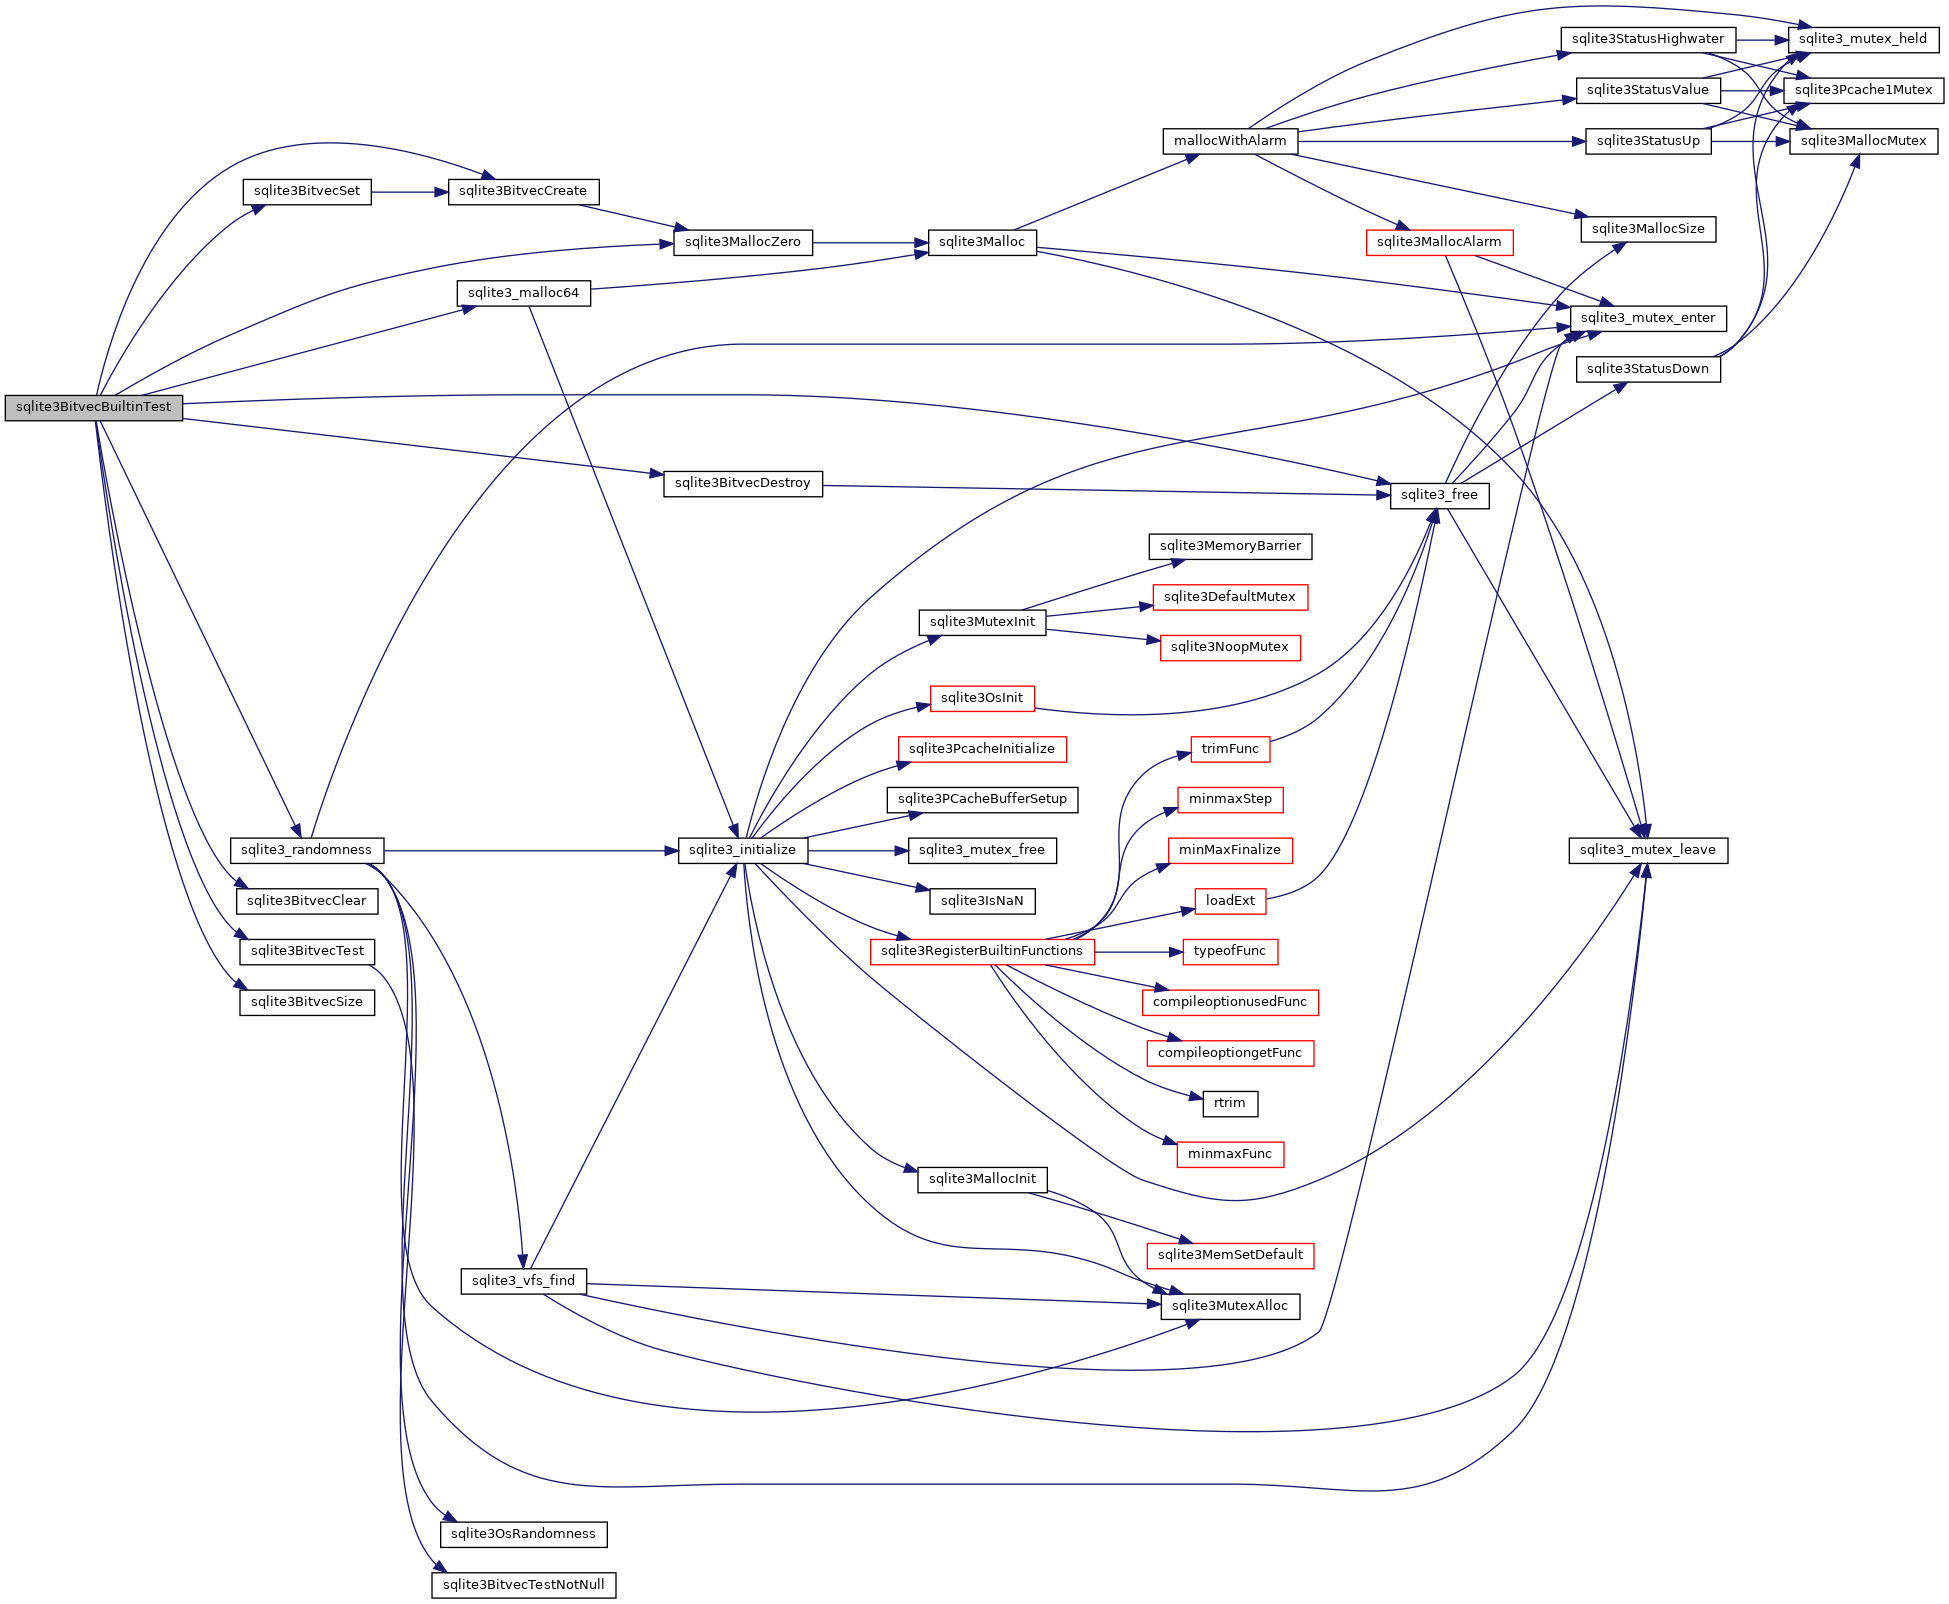 sqlite3BitvecBuiltinTest
sqlite3BitvecSet
sqlite3BitvecCreate
sqlite3MallocZero
sqlite3_malloc64
sqlite3Malloc
mallocWithAlarm
sqlite3StatusHighwater
sqlite3_mutex_held
sqlite3StatusValue
sqlite3Pcache1Mutex
sqlite3StatusUp
sqlite3MallocMutex
sqlite3MallocSize
sqlite3MallocAlarm
sqlite3_mutex_enter
sqlite3StatusDown
sqlite3BitvecDestroy
sqlite3_free
sqlite3MemoryBarrier
sqlite3DefaultMutex
sqlite3MutexInit
sqlite3NoopMutex
sqlite3OsInit
sqlite3PcacheInitialize
trimFunc
sqlite3PCacheBufferSetup
minmaxStep
sqlite3_randomness
sqlite3_initialize
sqlite3_mutex_free
minMaxFinalize
sqlite3_mutex_leave
sqlite3BitvecClear
sqlite3IsNaN
loadExt
sqlite3BitvecTest
sqlite3RegisterBuiltinFunctions
typeofFunc
sqlite3BitvecSize
compileoptionusedFunc
compileoptiongetFunc
rtrim
minmaxFunc
sqlite3MallocInit
sqlite3MemSetDefault
sqlite3_vfs_find
sqlite3MutexAlloc
sqlite3OsRandomness
sqlite3BitvecTestNotNull